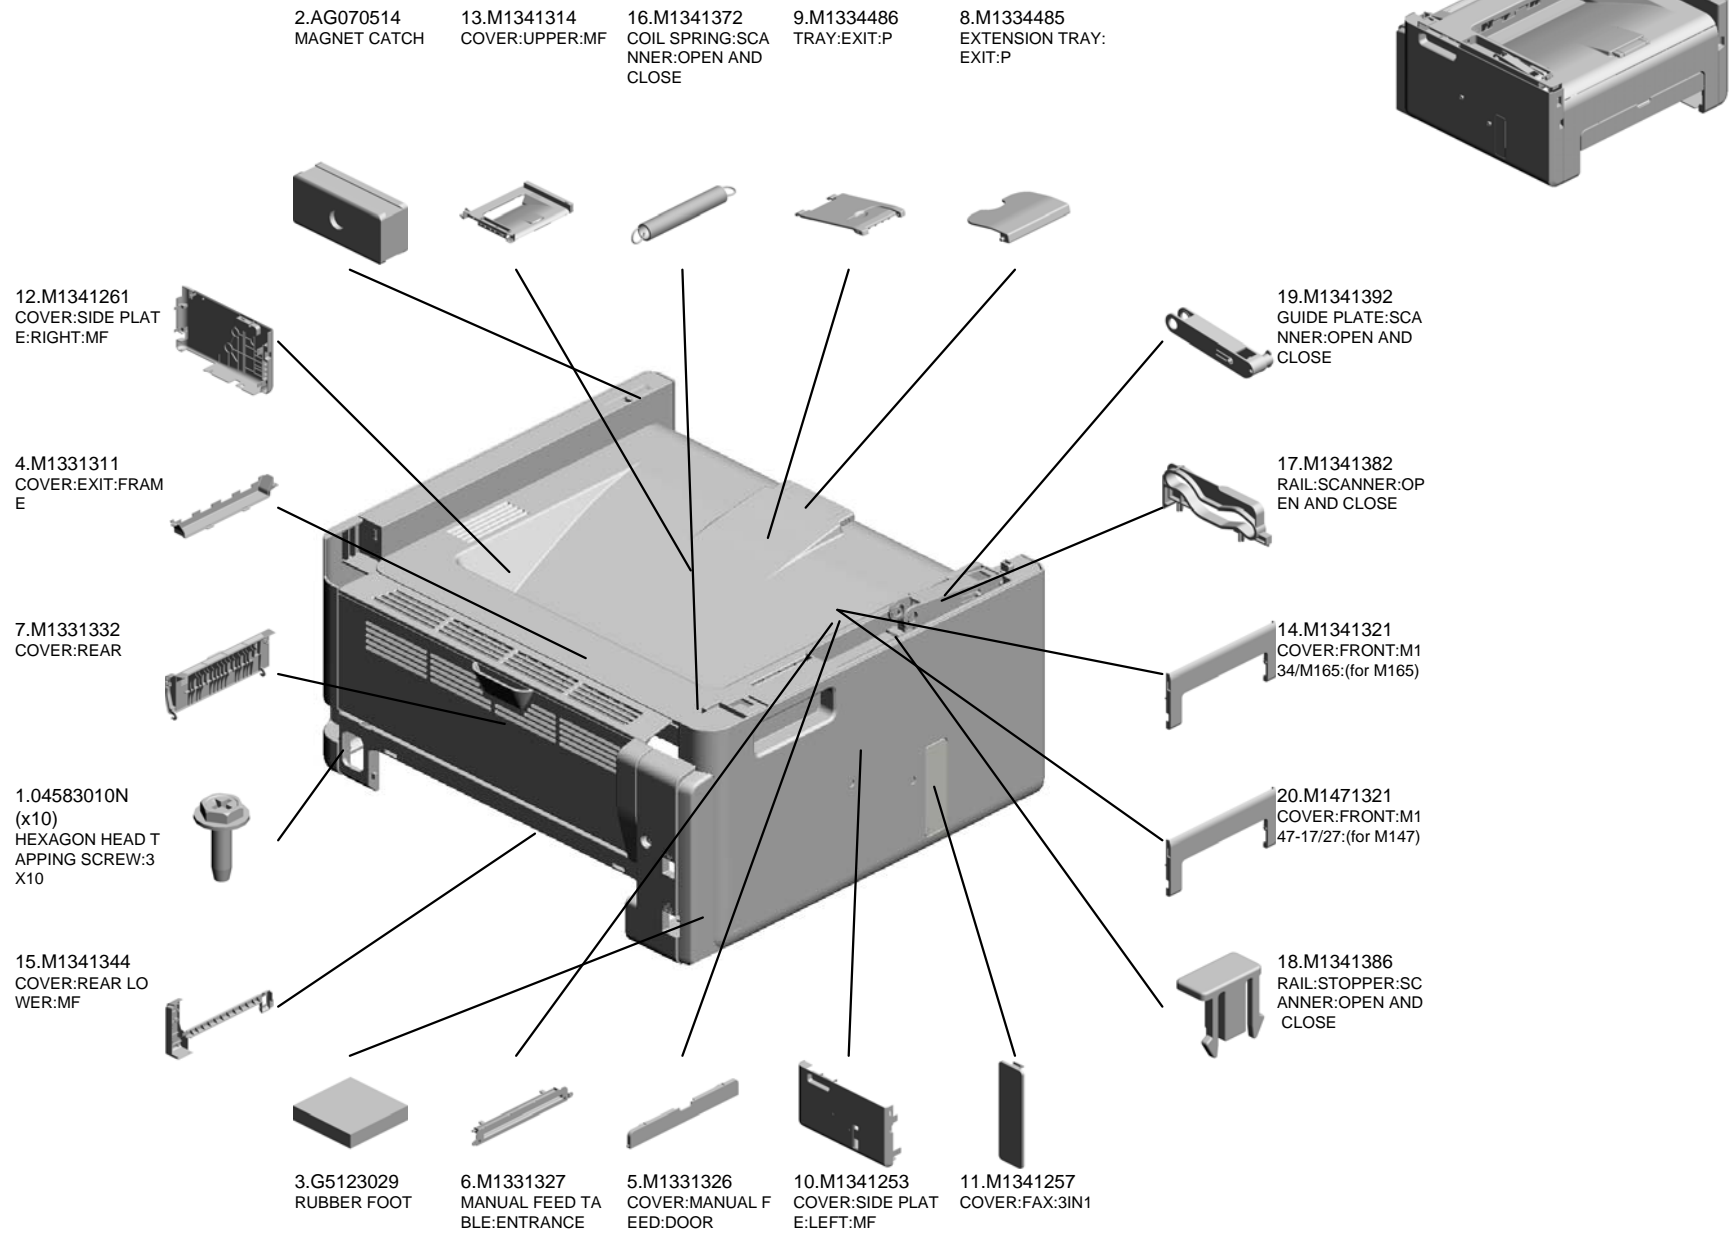 2.AG070514
MAGNET CATCH
13.M1341314
COVER:UPPER:MF
16.M1341372
COIL SPRING:SCA
NNER:OPEN AND
CLOSE
9.M1334486
TRAY:EXIT:P
8.M1334485
EXTENSION TRAY:
EXIT:P
12.M1341261
COVER:SIDE PLAT
E:RIGHT:MF
19.M1341392
GUIDE PLATE:SCA
NNER:OPEN AND
CLOSE
4.M1331311
COVER:EXIT:FRAM
E
17.M1341382
RAIL:SCANNER:OP
EN AND CLOSE
7.M1331332
COVER:REAR
14.M1341321
COVER:FRONT:M1
34/M165:(for M165)
1.04583010N
(x10)
HEXAGON HEAD T
APPING SCREW:3
X10
20.M1471321
COVER:FRONT:M1
47-17/27:(for M147)
15.M1341344
COVER:REAR LO
WER:MF
18.M1341386
RAIL:STOPPER:SC
ANNER:OPEN AND
CLOSE
3.G5123029
RUBBER FOOT
6.M1331327
MANUAL FEED TA
BLE:ENTRANCE
5.M1331326
COVER:MANUAL F
EED:DOOR
10.M1341253
COVER:SIDE PLAT
E:LEFT:MF
11.M1341257
COVER:FAX:3IN1